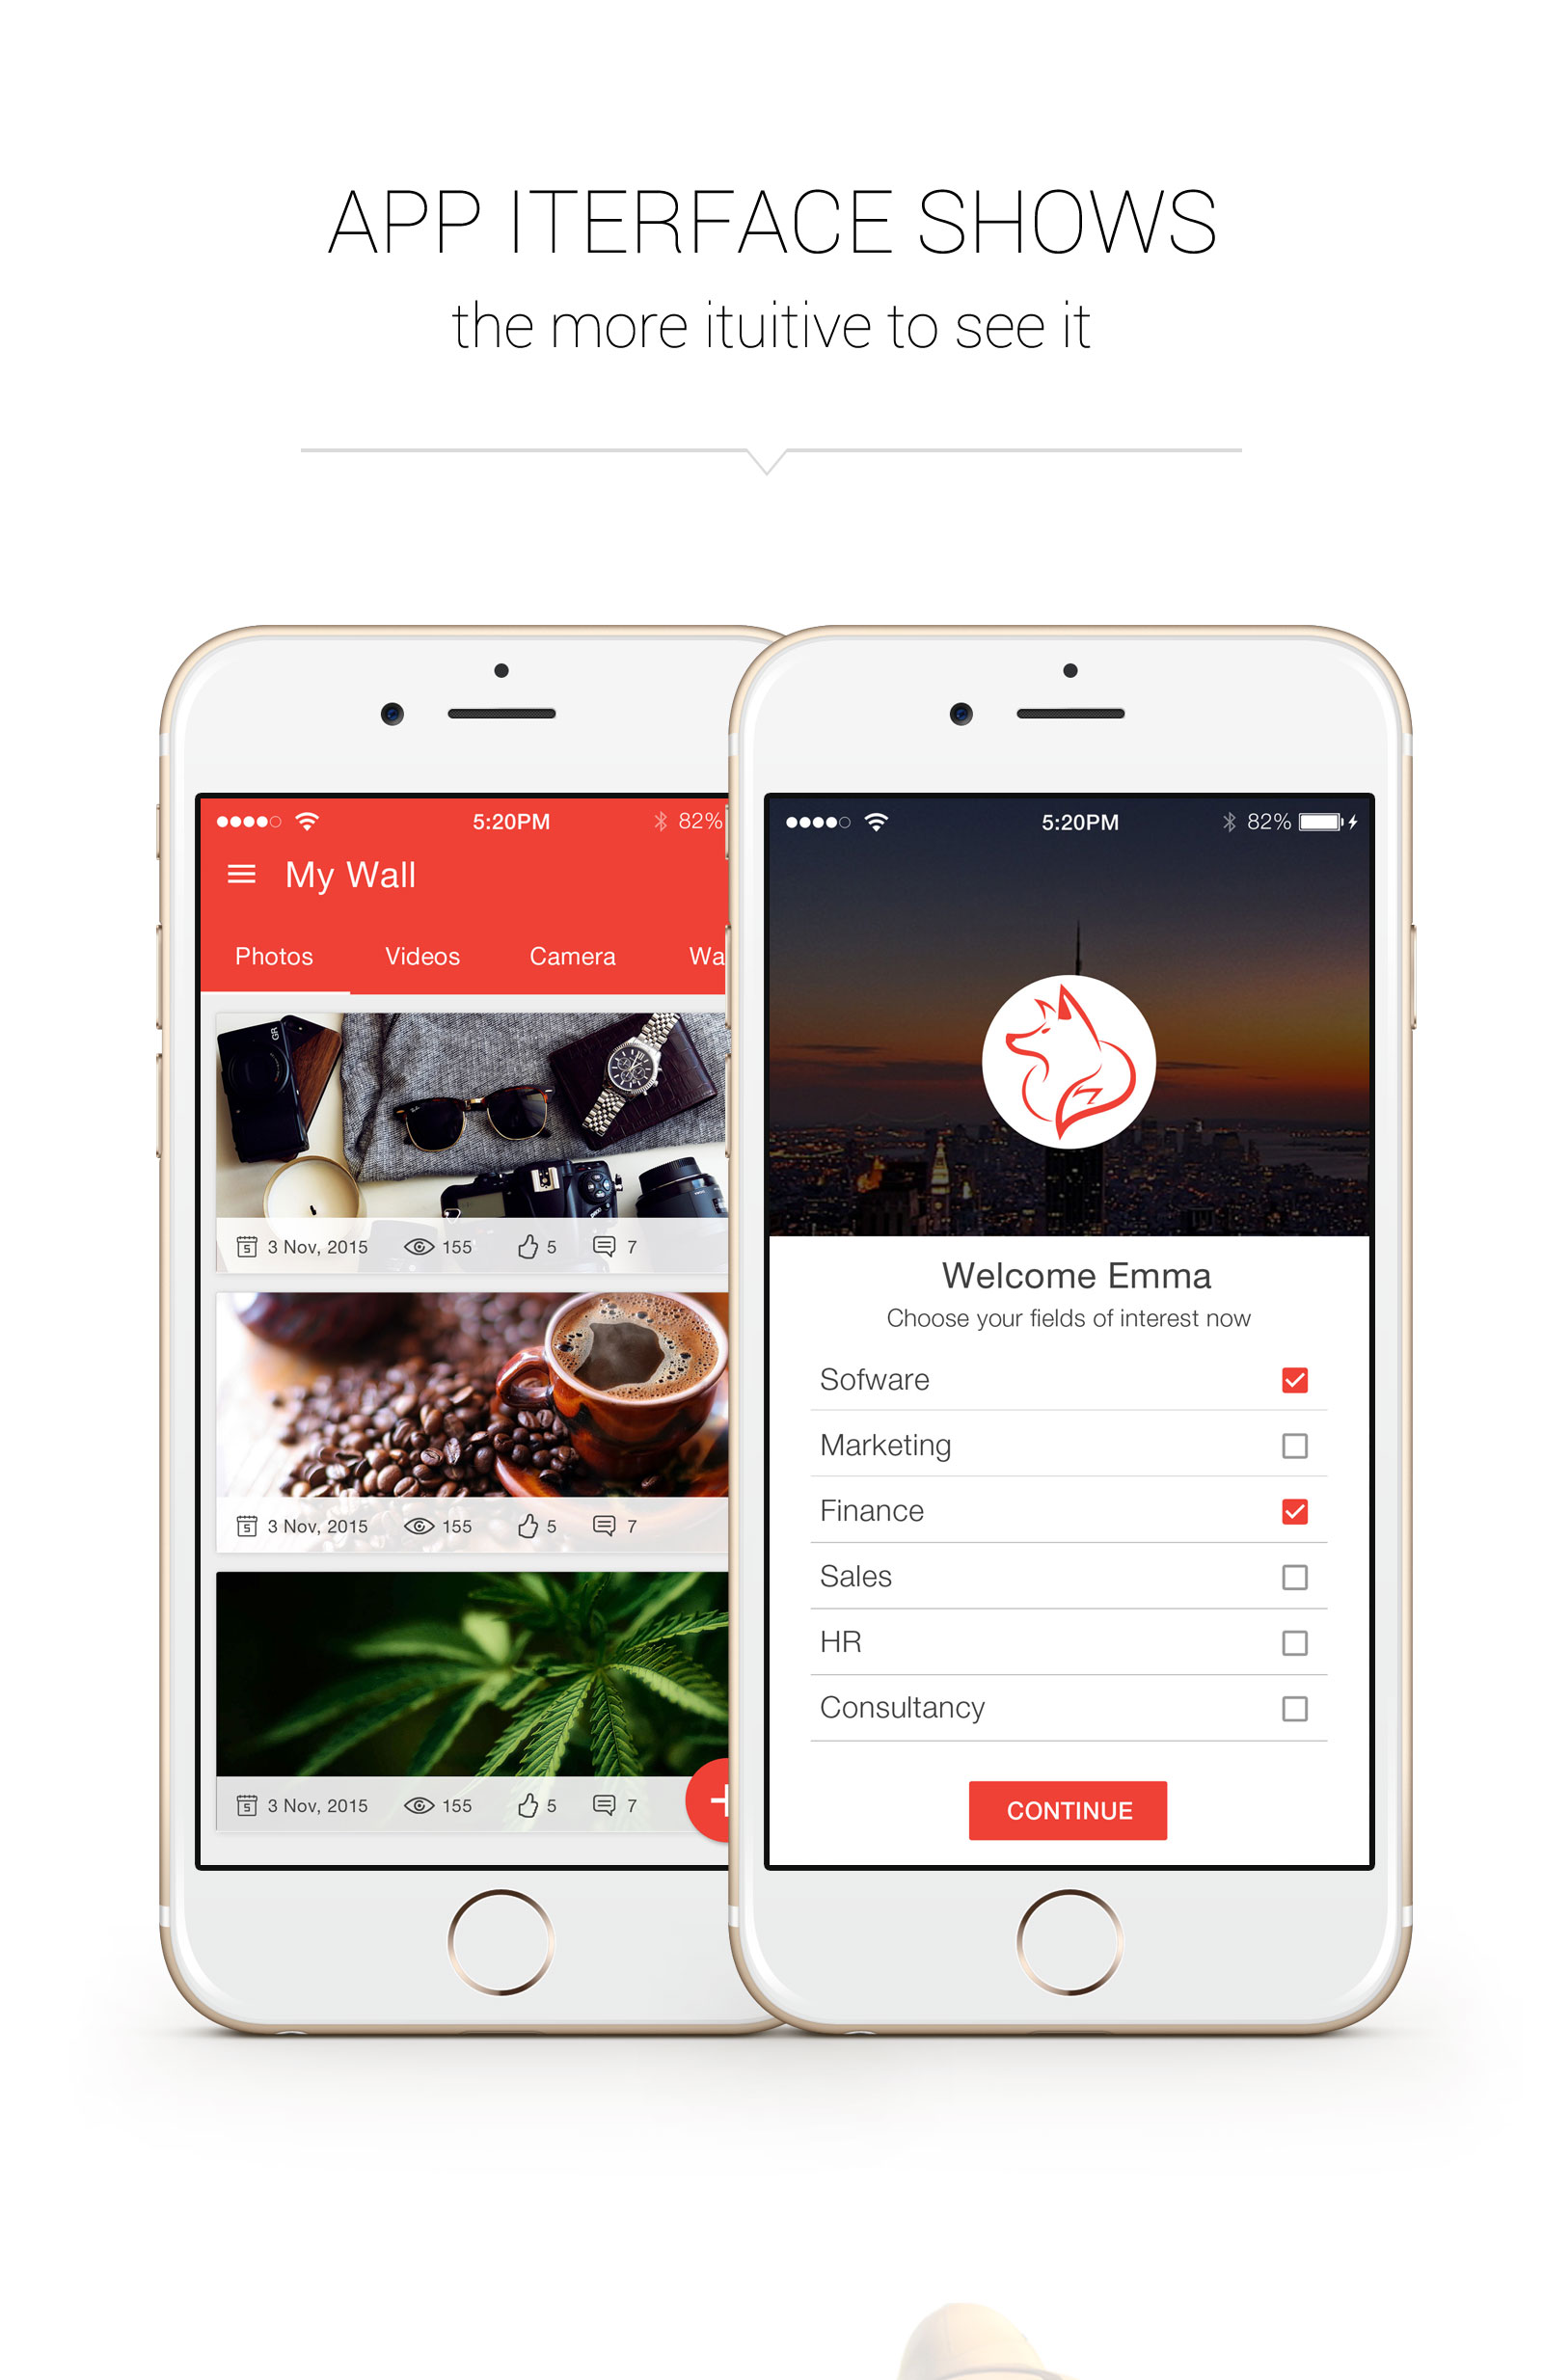 APP ITERFACE SHOWS
the more ituitive to see it
5:20PM
82%
My Wall
Photos
Videos
Camera
Wa
GR
3 Nov, 2015
155
5
7
3 Nov, 2015
155
5
7
3 Nov, 2015
155
5
7
5:20PM
82%
Welcome Emma
Choose your fields of interest now
Sofware
Marketing
Finance
Sales
HR
Consultancy
CONTINUE